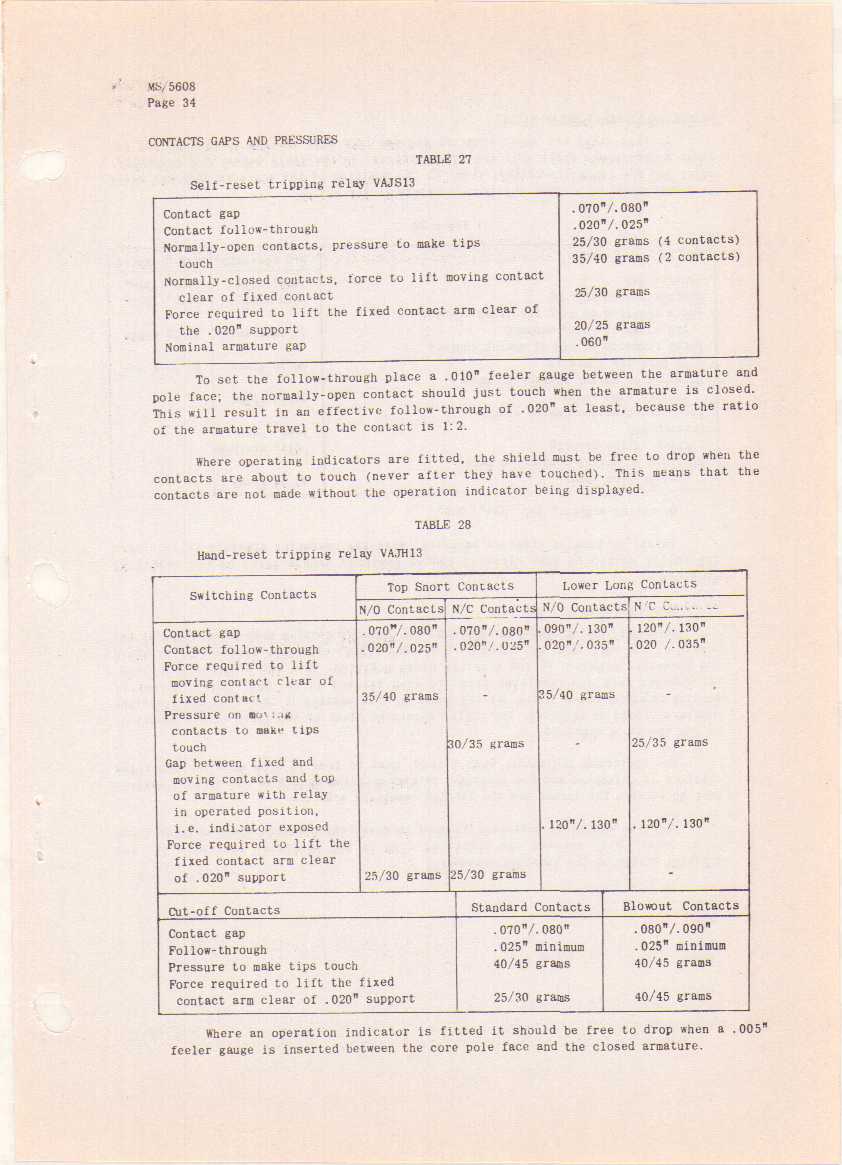 MS/5608
Page 34
CONTACTS GAPS AND PRESSURES
TABLE 27
Self-reset tripping relay VAJS13
Contact gap .070"/.080"
Contact follow-through .020"/.025"
Normally-open contacts, pressure to make tips 25/30 grams (4 contacts)
touch 35/40 grams (2 contacts)
Normally-closed contacts, force to lift moving contact
clear of fixed contact 25/30 grams
Force required to lift the fixed contact arm clear of
the .020" support 20/25 grams
Nominal armature gap .060"
To set the follow-through place a .010" feeler gauge between the armature and
pole face; the normally-open contact should just touch when the armature is closed.
This will result in an effective follow-through of .020" at least, because the ratio
of the armature travel to the contact is 1:2.
Where operating indicators are fitted, the shield must be free to drop when the
contacts are about to touch (never after they have touched). This means that the
contacts are not made without the operation indicator being displayed.
TABLE 28
Hand-reset tripping relay VAJH13
Switching Contacts Top Snort Contacts Lower Long Contacts
N/O Contacts N/C Contacts N/O Contacts N/C
Contact gap .070"/.080" .070"/.080" .090"/.130" .120"/.130"
Contact follow-through .020"/.025" .020"/.025" .020"/.035" .020 /.035"
Force required to lift
moving contact clear of
fixed contact 35/40 grams - 35/40 grams -
Pressure on moving
contacts to make tips
touch 30/35 grams - 25/35 grams
Gap between fixed and
moving contacts and top
of armature with relay
in operated position,
i.e. indicator exposed .120"/.130" .120"/.130"
Force required to lift the
fixed contact arm clear
of .020" support 25/30 grams 25/30 grams -
Cut-off Contacts Standard Contacts Blowout Contacts
Contact gap .070"/.080" .080"/.090"
Follow-through .025" minimum .025" minimum
Pressure to make tips touch 40/45 grams 40/45 grams
Force required to lift the fixed
contact arm clear of .020" support 25/30 grams 40/45 grams
Where an operation indicator is fitted it should be free to drop when a .005"
feeler gauge is inserted between the core pole face and the closed armature.